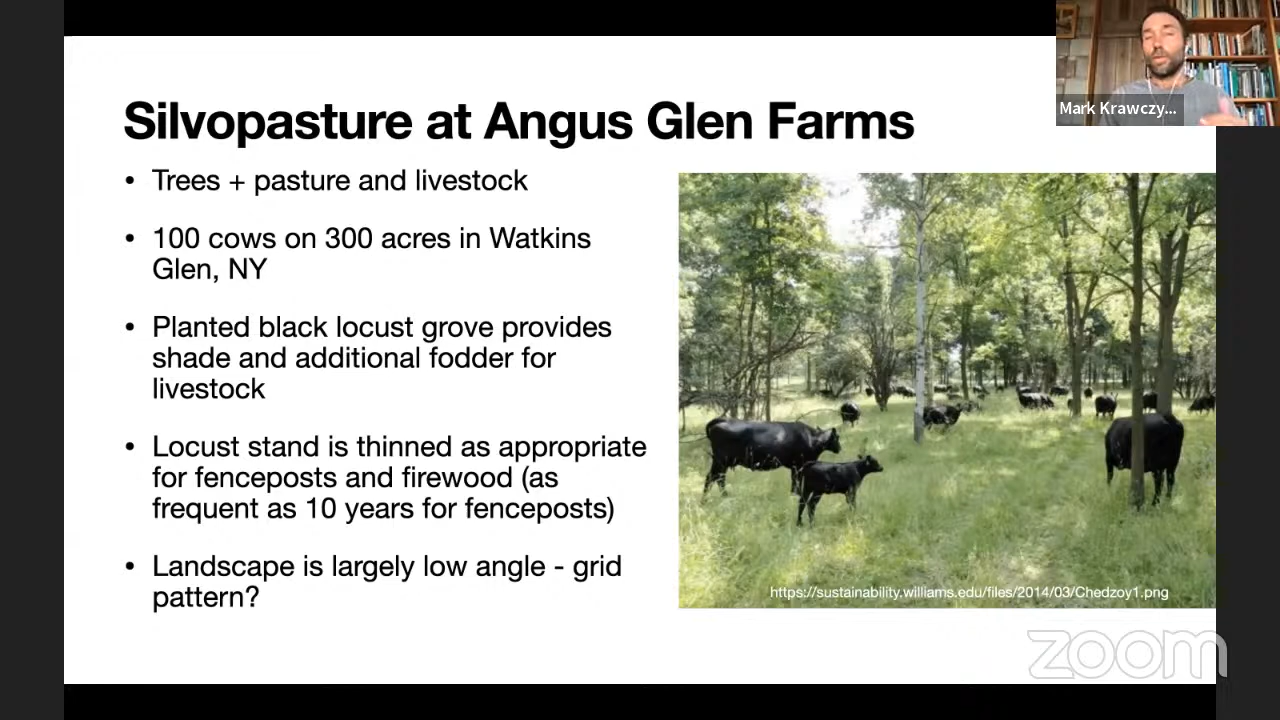 Mark Krawczy...
Silvopasture at Angus Glen Farms
• Trees + pasture and livestock
• 100 cows on 300 acres in Watkins
Glen, NY
• Planted black locust grove provides
shade and additional fodder for
livestock
• Locust stand is thinned as appropriate
for fenceposts and firewood (as
frequent as 10 years for fenceposts)
• Landscape is largely low angle - grid
pattern?
https://sustainability.williams.edu/files/2014/03/Chedzoy1.png
zoom